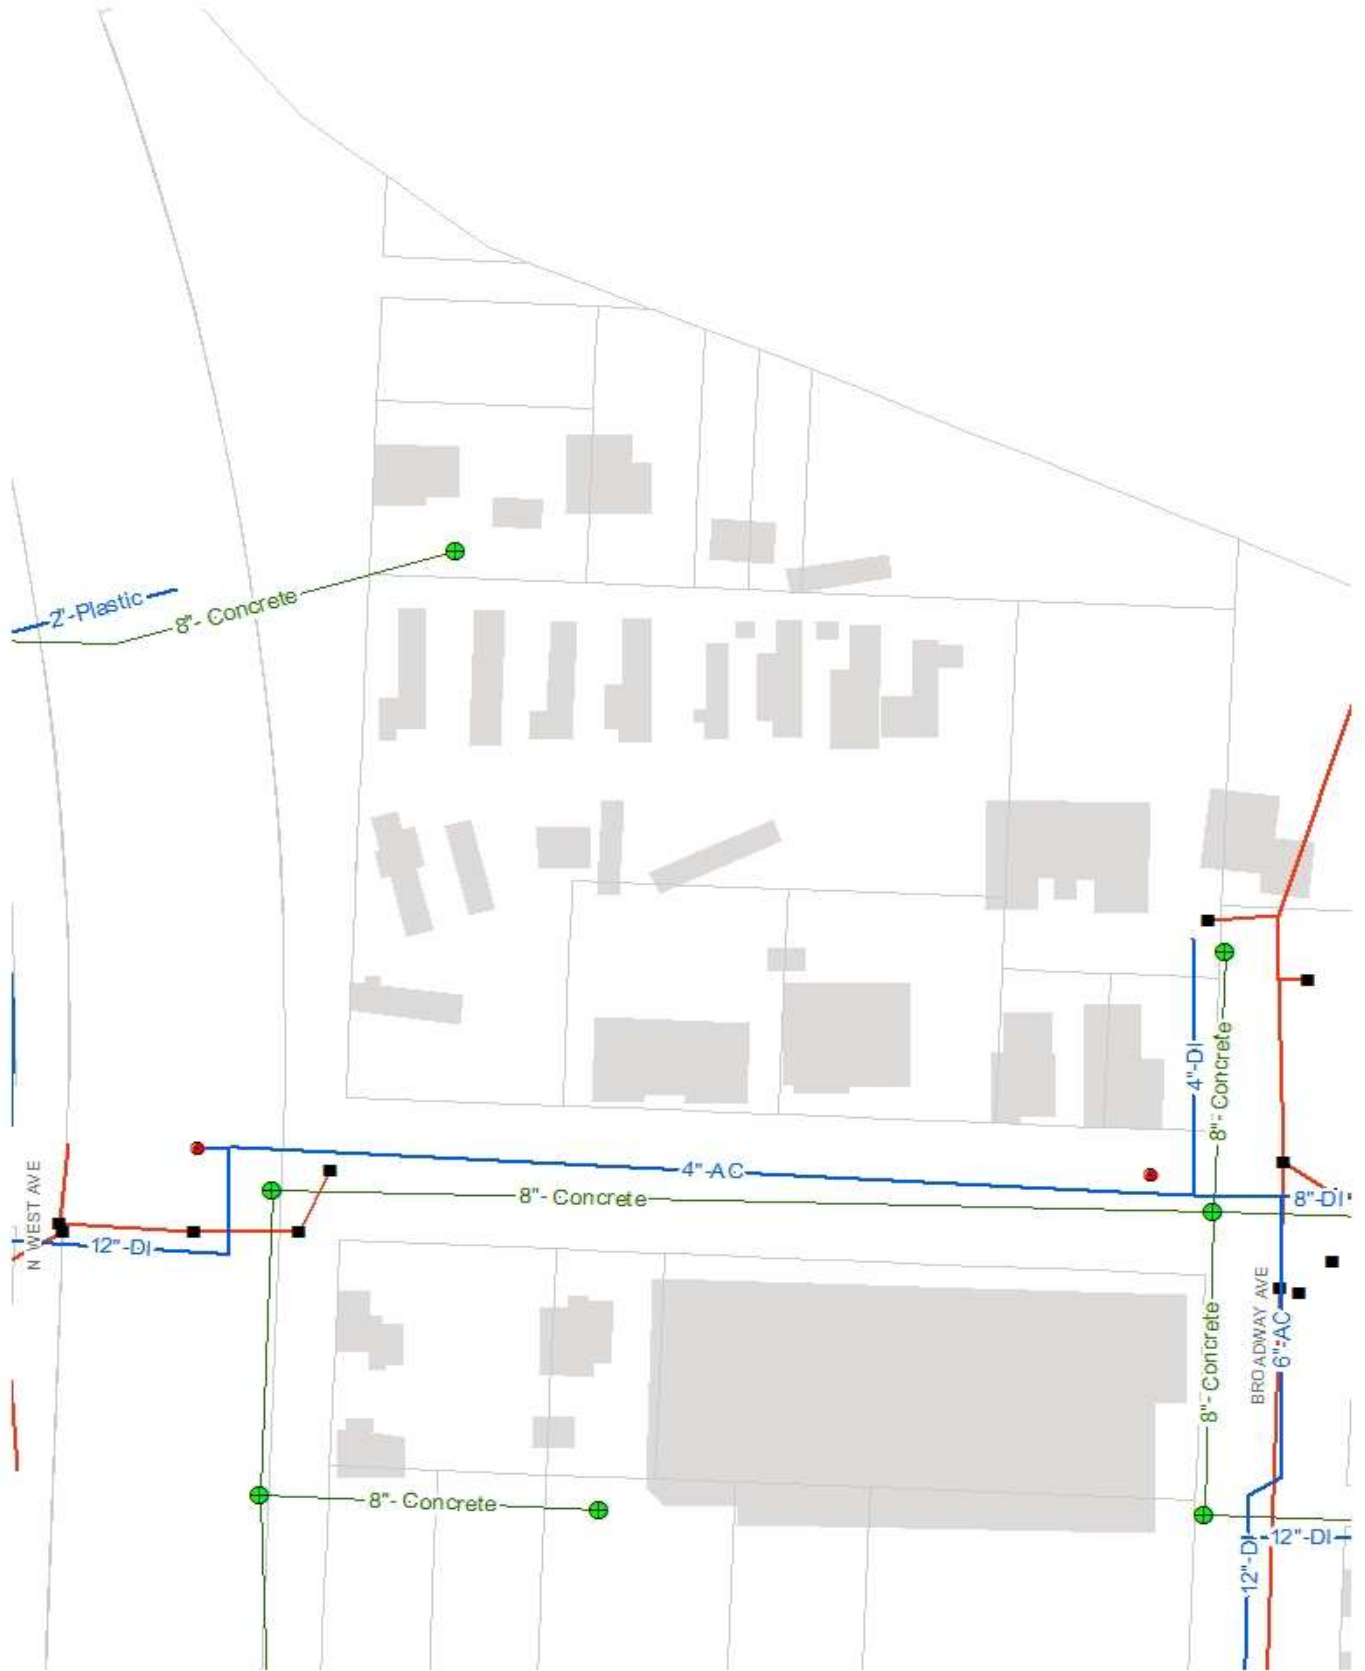 2"-Plastic
8"- Concrete
4"-DI
8"- Concrete
4"-AC
8"- Concrete
8"-DI
N WEST AVE
12"-DI
BROADWAY AVE
6"-AC
8"- Concrete
8"- Concrete
12"-DI
12"-DI